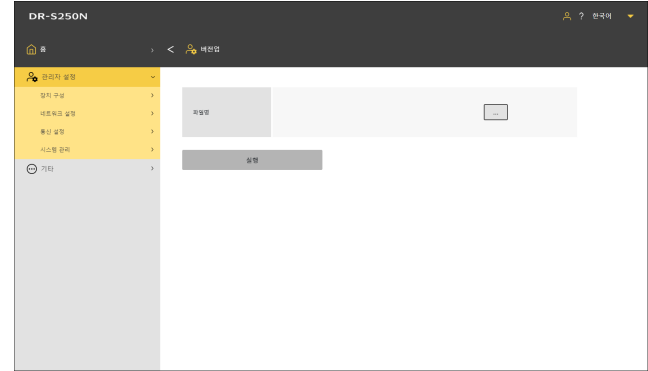 DR-S250N
? 한국어
홈 › < 버전업
관리자 설정
장치 구성 ›
네트워크 설정 ›
통신 설정 ›
시스템 관리 ›
기타 ›
파일명
...
실행